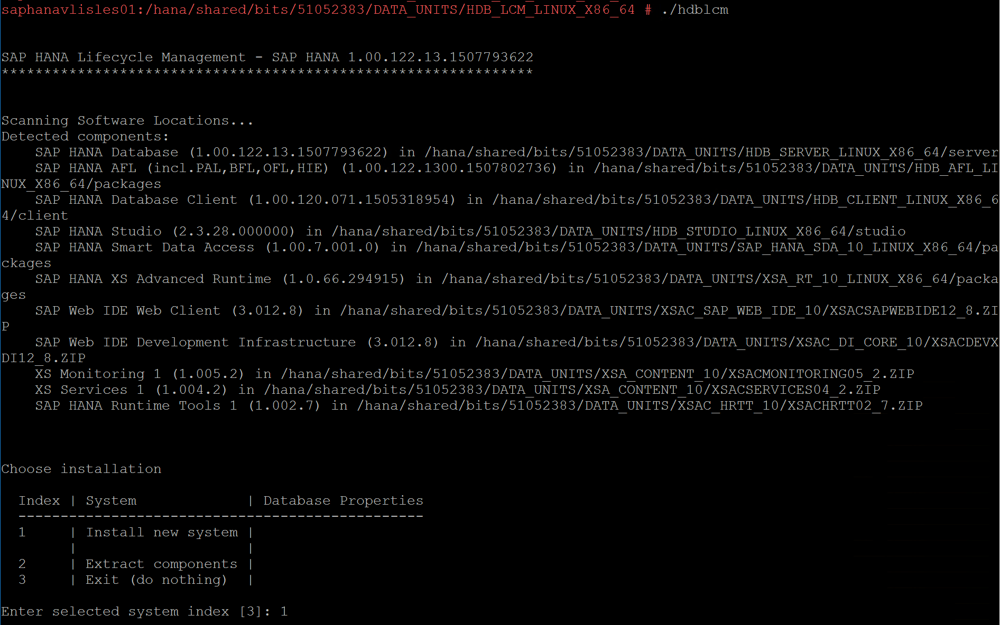 saphanavlisles01:/hana/shared/bits/51052383/DATA_UNITS/HDB_LCM_LINUX_X86_64 # ./hdblcm
SAP HANA Lifecycle Management - SAP HANA 1.00.122.13.1507793622
***************************************************************
Scanning Software Locations...
Detected components:
    SAP HANA Database (1.00.122.13.1507793622) in /hana/shared/bits/51052383/DATA_UNITS/HDB_SERVER_LINUX_X86_64/server
    SAP HANA AFL (incl.PAL,BFL,OFL,HIE) (1.00.122.1300.1507802736) in /hana/shared/bits/51052383/DATA_UNITS/HDB_AFL_LI
NUX_X86_64/packages
    SAP HANA Database Client (1.00.120.071.1505318954) in /hana/shared/bits/51052383/DATA_UNITS/HDB_CLIENT_LINUX_X86_6
4/client
    SAP HANA Studio (2.3.28.000000) in /hana/shared/bits/51052383/DATA_UNITS/HDB_STUDIO_LINUX_X86_64/studio
    SAP HANA Smart Data Access (1.00.7.001.0) in /hana/shared/bits/51052383/DATA_UNITS/SAP_HANA_SDA_10_LINUX_X86_64/pa
ckages
    SAP HANA XS Advanced Runtime (1.0.66.294915) in /hana/shared/bits/51052383/DATA_UNITS/XSA_RT_10_LINUX_X86_64/packa
ges
    SAP Web IDE Web Client (3.012.8) in /hana/shared/bits/51052383/DATA_UNITS/XSAC_SAP_WEB_IDE_10/XSACSAPWEBIDE12_8.ZI
P
    SAP Web IDE Development Infrastructure (3.012.8) in /hana/shared/bits/51052383/DATA_UNITS/XSAC_DI_CORE_10/XSACDEVX
DI12_8.ZIP
    XS Monitoring 1 (1.005.2) in /hana/shared/bits/51052383/DATA_UNITS/XSA_CONTENT_10/XSACMONITORING05_2.ZIP
    XS Services 1 (1.004.2) in /hana/shared/bits/51052383/DATA_UNITS/XSA_CONTENT_10/XSACSERVICES04_2.ZIP
    SAP HANA Runtime Tools 1 (1.002.7) in /hana/shared/bits/51052383/DATA_UNITS/XSAC_HRTT_10/XSACHRTT02_7.ZIP
Choose installation
  Index | System             | Database Properties
  ------------------------------------------------
  1     | Install new system |
        |                    |
  2     | Extract components |
  3     | Exit (do nothing)  |
Enter selected system index [3]: 1